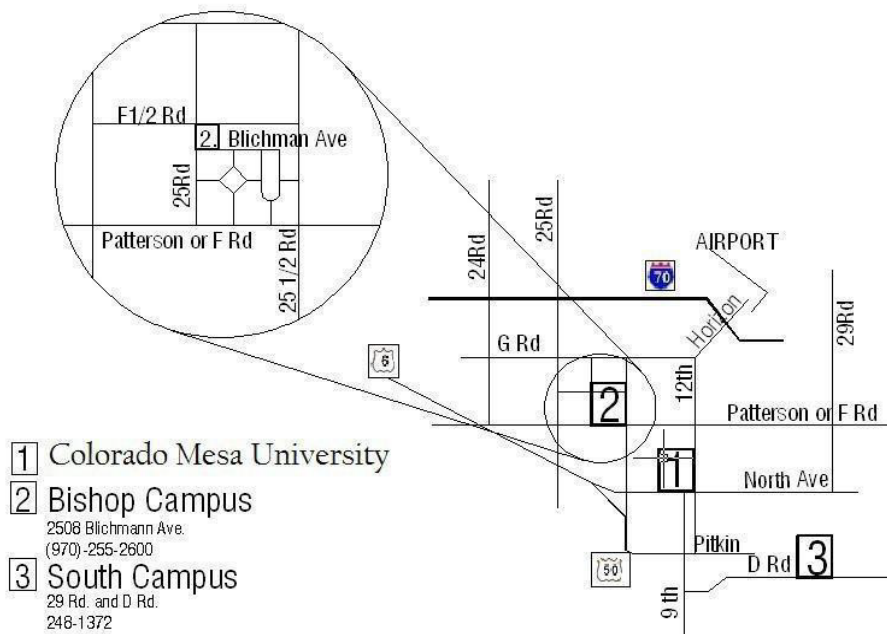 F1/2 Rd
2. Blichman Ave
25Rd
Patterson or F Rd
25 1/2 Rd
24Rd
25Rd
AIRPORT
70
Horizon
29Rd
G Rd
6
12th
2
Patterson or F Rd
1
North Ave
Pitkin
D Rd
3
50
9 th
1 Colorado Mesa University
2 Bishop Campus
2508 Blichmann Ave.
(970)-255-2600
3 South Campus
29 Rd. and D Rd.
248-1372